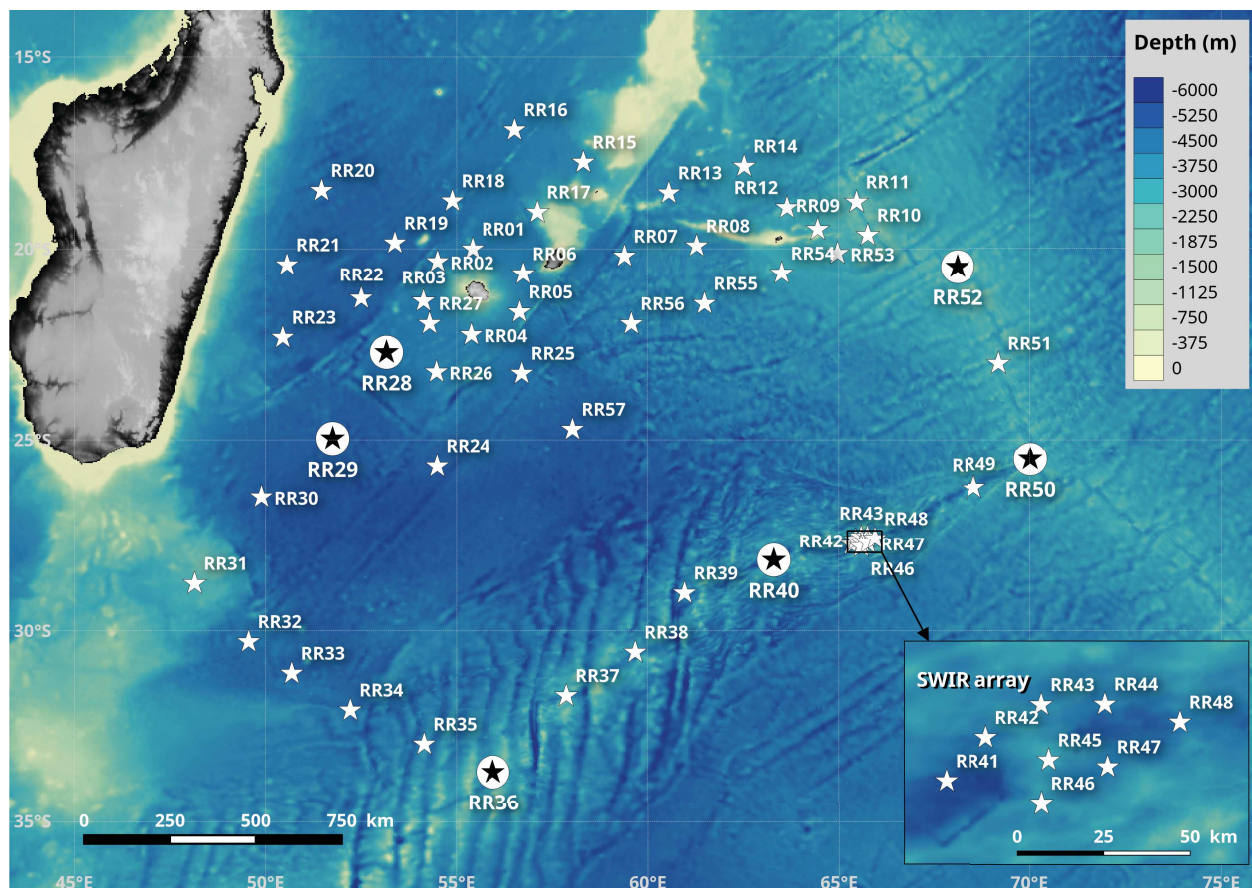 Depth (m)
-6000
-5250
-4500
-3750
-3000
-2250
-1875
-1500
-1125
-750
-375
0
15°S
20°S
25°S
30°S
35°S
RR16
RR15
RR14
RR20
RR18
RR13
RR12
RR11
RR17
RR19
RR01
RR09
RR10
RR08
RR07
RR21
RR02
RR06
RR54
RR53
RR22
RR03
RR52
RR05
RR27
RR55
RR56
RR23
RR04
RR51
RR28
RR26
RR25
RR57
RR29
RR24
RR49
RR50
RR30
RR43
RR48
RR42
RR47
RR46
RR31
RR39
RR40
RR32
RR38
RR33
RR37
RR34
RR35
RR36
SWIR array
RR43
RR44
RR48
RR42
RR45
RR47
RR41
RR46
0 25 50 km
0 250 500 750 km
45°E 50°E 55°E 60°E 65°E 70°E 75°E